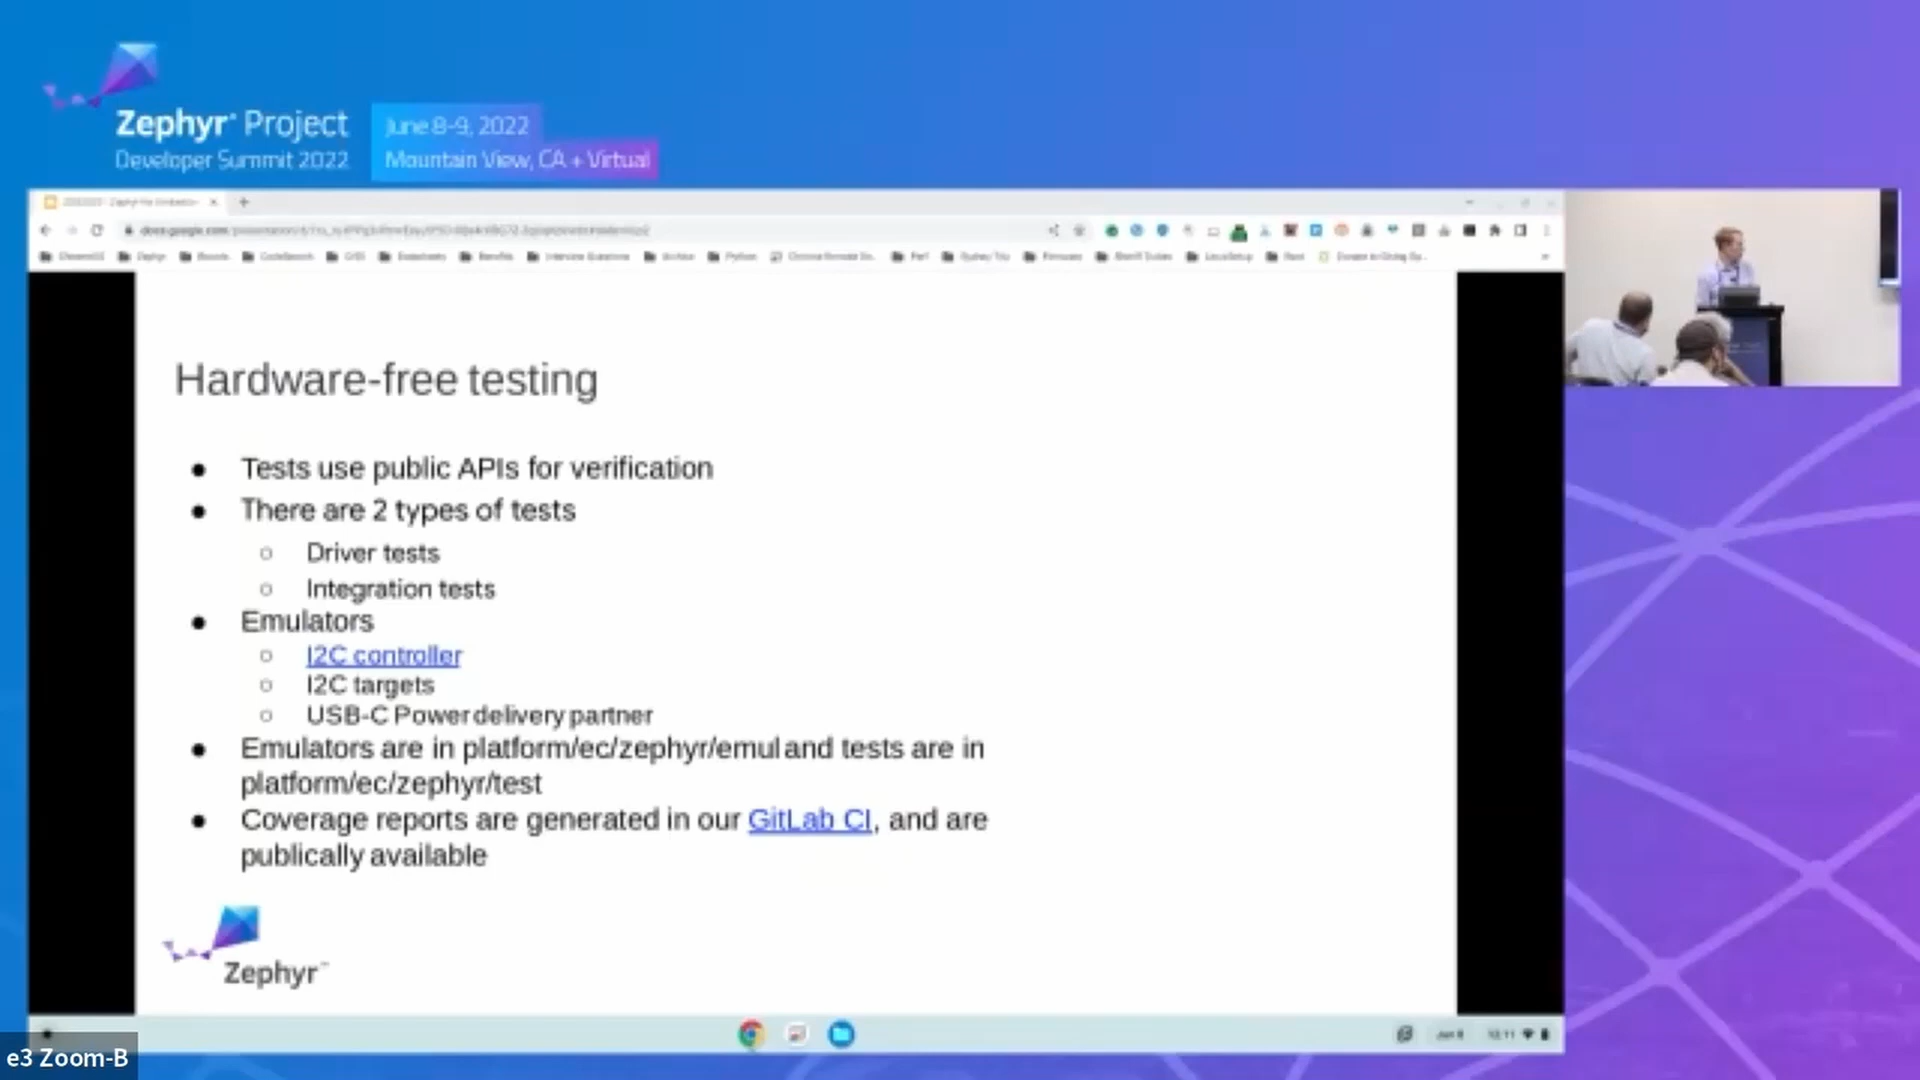 Zephyr® Project
Developer Summit 2022
June 8-9, 2022
Mountain View, CA + Virtual
Hardware-free testing
● Tests use public APIs for verification
● There are 2 types of tests
○ Driver tests
○ Integration tests
● Emulators
○ I2C controller
○ I2C targets
○ USB-C Power delivery partner
● Emulators are in platform/ec/zephyr/emul and tests are in
platform/ec/zephyr/test
● Coverage reports are generated in our GitLab CI, and are
publically available
Zephyr™
e3 Zoom-B